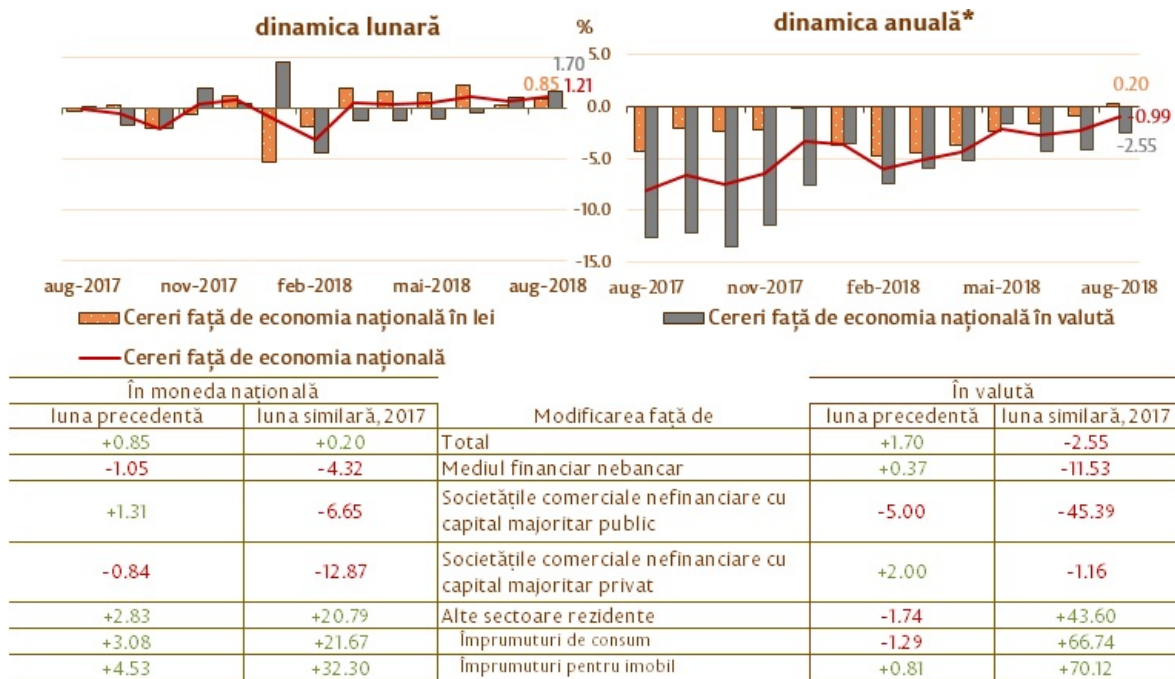 dinamica lunară
%
dinamica anuală*
5.0
0.0
-5.0
-10.0
-15.0
1.70
0.85
1.21
0.20
-0.99
-2.55
aug-2017 nov-2017 feb-2018 mai-2018 aug-2018
aug-2017 nov-2017 feb-2018 mai-2018 aug-2018
Cereri față de economia națională în lei
Cereri față de economia națională în valută
Cereri față de economia națională
În moneda națională În valută
luna precedentă luna similară, 2017 Modificarea față de luna precedentă luna similară, 2017
+0.85 +0.20 Total +1.70 -2.55
-1.05 -4.32 Mediul financiar nebancar +0.37 -11.53
+1.31 -6.65 Societățile comerciale nefinanciare cu
capital majoritar public -5.00 -45.39
-0.84 -12.87 Societățile comerciale nefinanciare cu
capital majoritar privat +2.00 -1.16
+2.83 +20.79 Alte sectoare rezidente -1.74 +43.60
+3.08 +21.67 Împrumuturi de consum -1.29 +66.74
+4.53 +32.30 Împrumuturi pentru imobil +0.81 +70.12